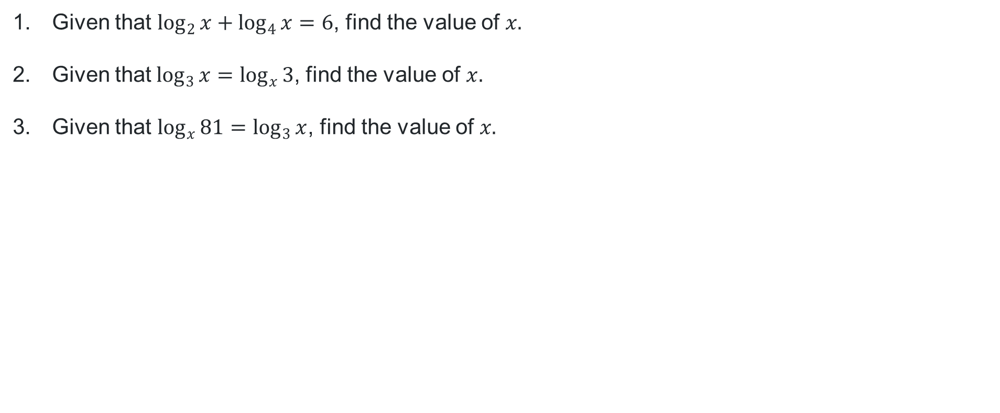 1. Given that log₂ x + log₄ x = 6, find the value of x.
2. Given that log₃ x = logₓ 3, find the value of x.
3. Given that logₓ 81 = log₃ x, find the value of x.